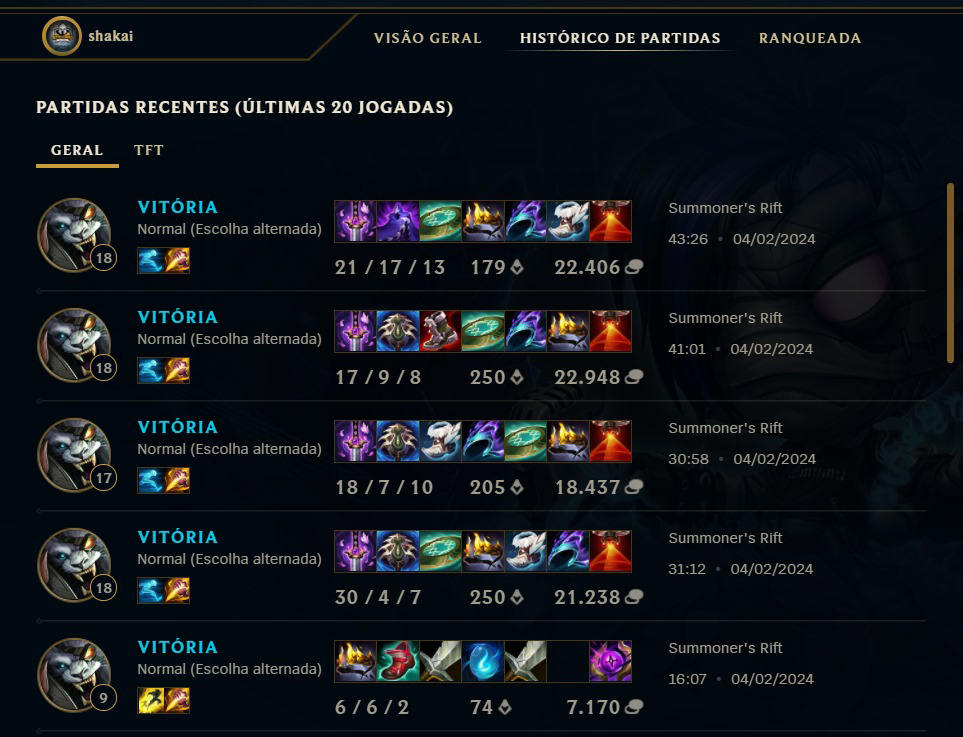 shakai
VISÃO GERAL
HISTÓRICO DE PARTIDAS
RANQUEADA
PARTIDAS RECENTES (ÚLTIMAS 20 JOGADAS)
GERAL
TFT
VITÓRIA
Normal (Escolha alternada)
18
21 / 17 / 13
179
22.406
Summoner's Rift
43:26 • 04/02/2024
VITÓRIA
Normal (Escolha alternada)
18
17 / 9 / 8
250
22.948
Summoner's Rift
41:01 • 04/02/2024
VITÓRIA
Normal (Escolha alternada)
17
18 / 7 / 10
205
18.437
Summoner's Rift
30:58 • 04/02/2024
VITÓRIA
Normal (Escolha alternada)
18
30 / 4 / 7
250
21.238
Summoner's Rift
31:12 • 04/02/2024
VITÓRIA
Normal (Escolha alternada)
9
6 / 6 / 2
74
7.170
Summoner's Rift
16:07 • 04/02/2024